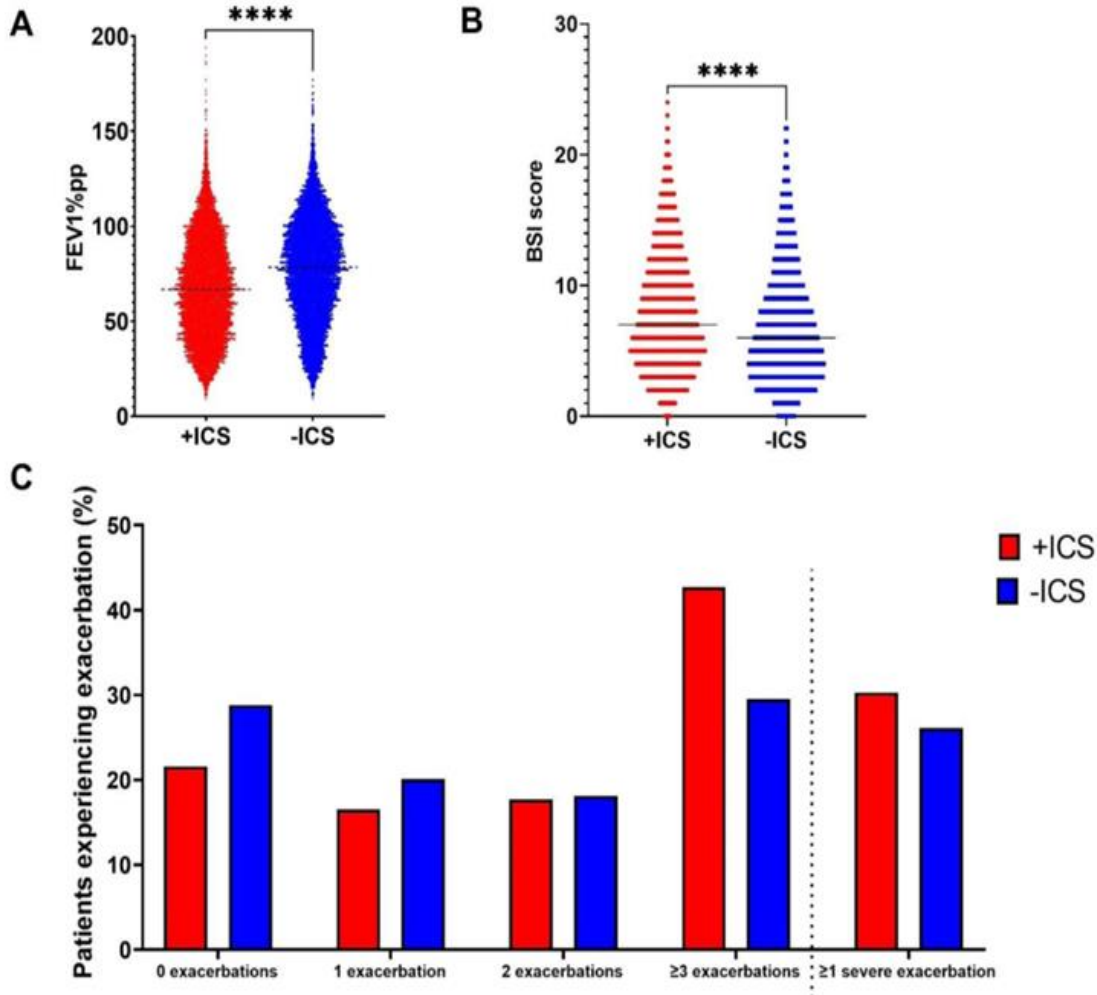 A
****
200
150
100
50
0
FEV1%pp
+ICS
-ICS
B
****
30
20
10
0
BSI score
+ICS
-ICS
C
Patients experiencing exacerbation (%)
50
40
30
20
10
0
0 exacerbations
1 exacerbation
2 exacerbations
≥3 exacerbations
≥1 severe exacerbation
+ICS
-ICS